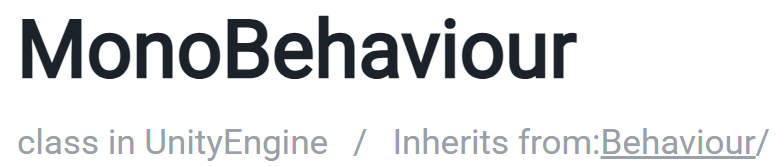 MonoBehaviour
class in UnityEngine / Inherits from:Behaviour/